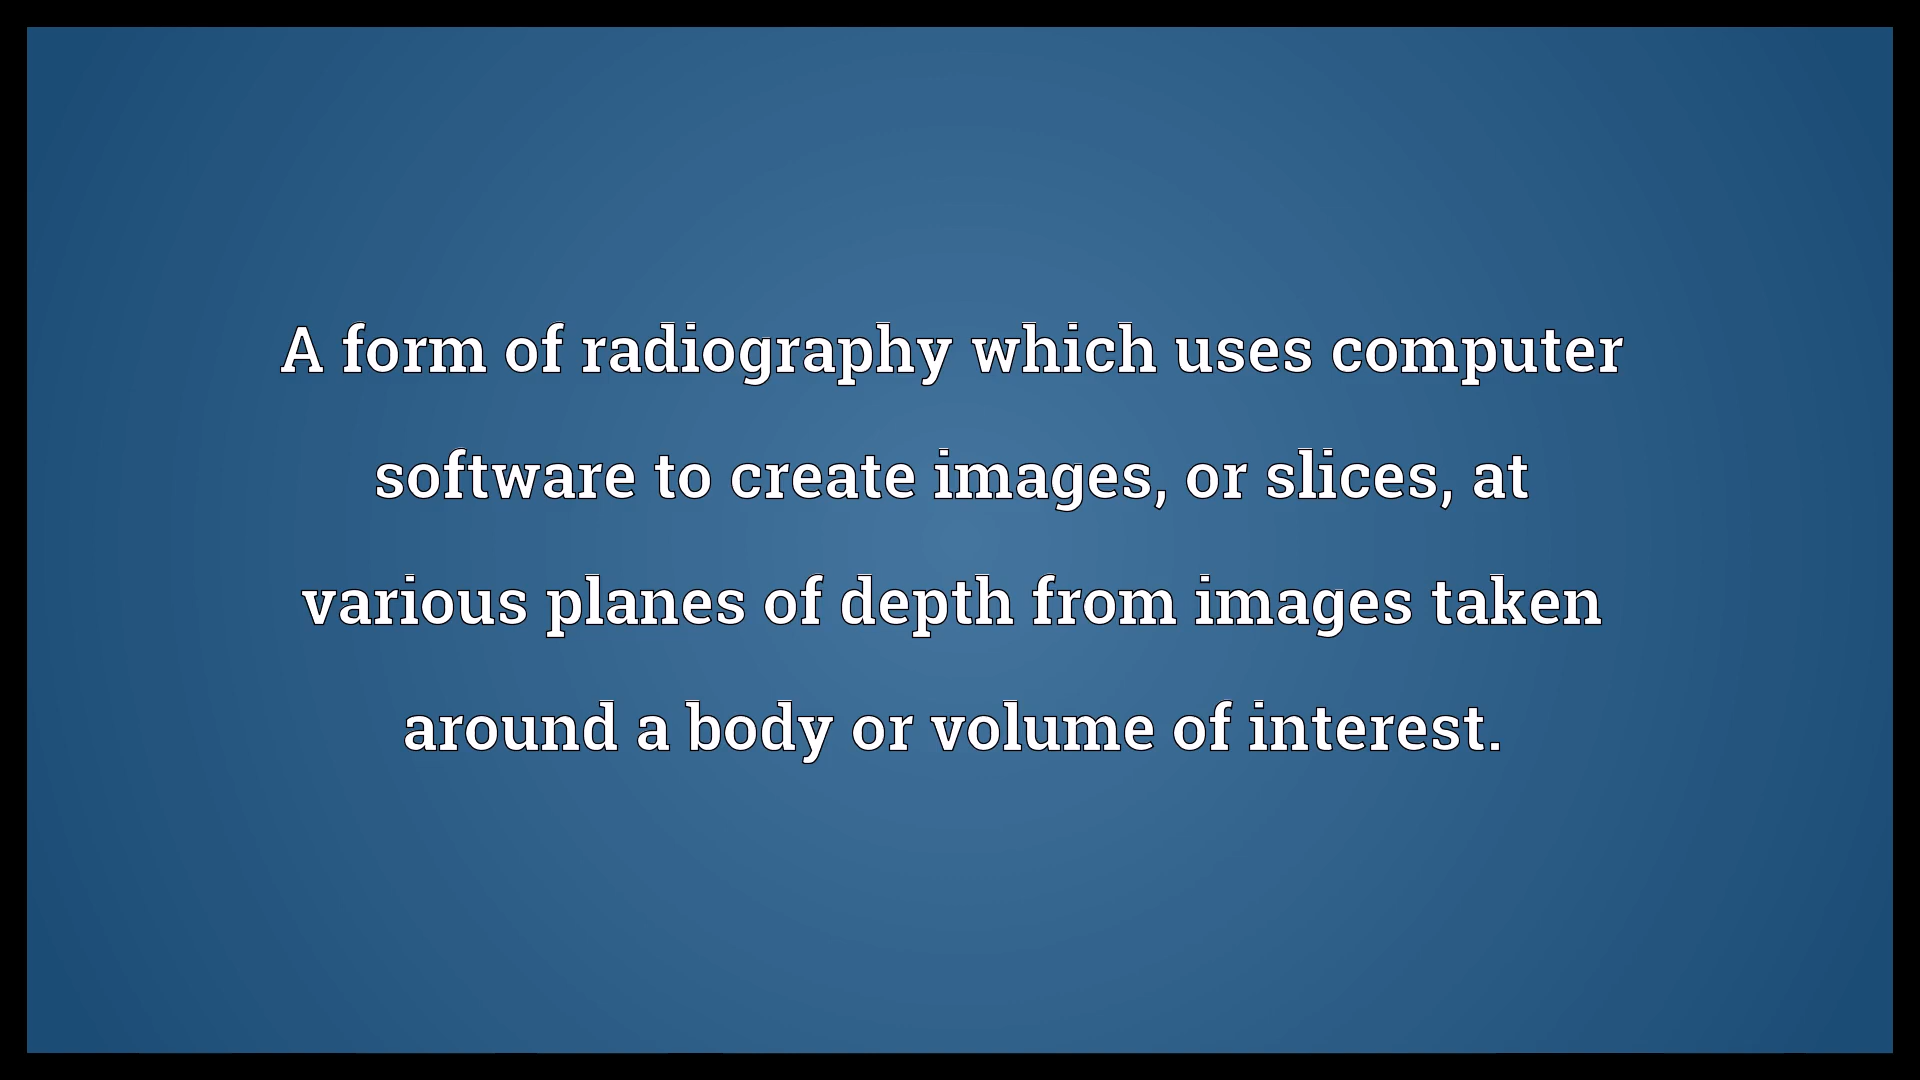 A form of radiography which uses computer
software to create images, or slices, at
various planes of depth from images taken
around a body or volume of interest.